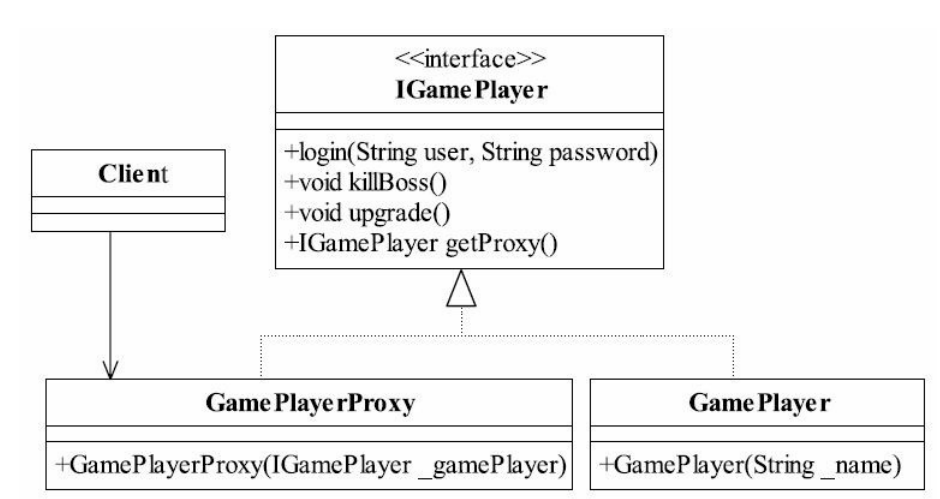 <<interface>>
IGamePlayer
+login(String user, String password)
+void killBoss()
+void upgrade()
+IGamePlayer getProxy()
Client
GamePlayerProxy
+GamePlayerProxy(IGamePlayer _gamePlayer)
GamePlayer
+GamePlayer(String _name)